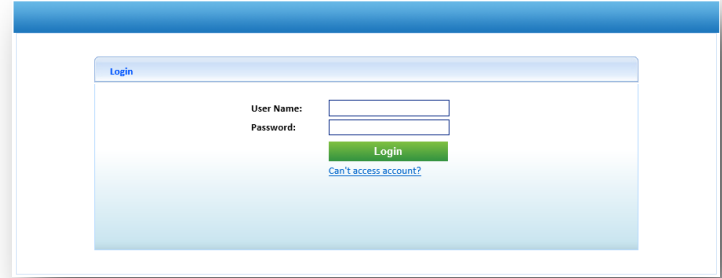 Login
User Name:
Password:
Login
Can't access account?